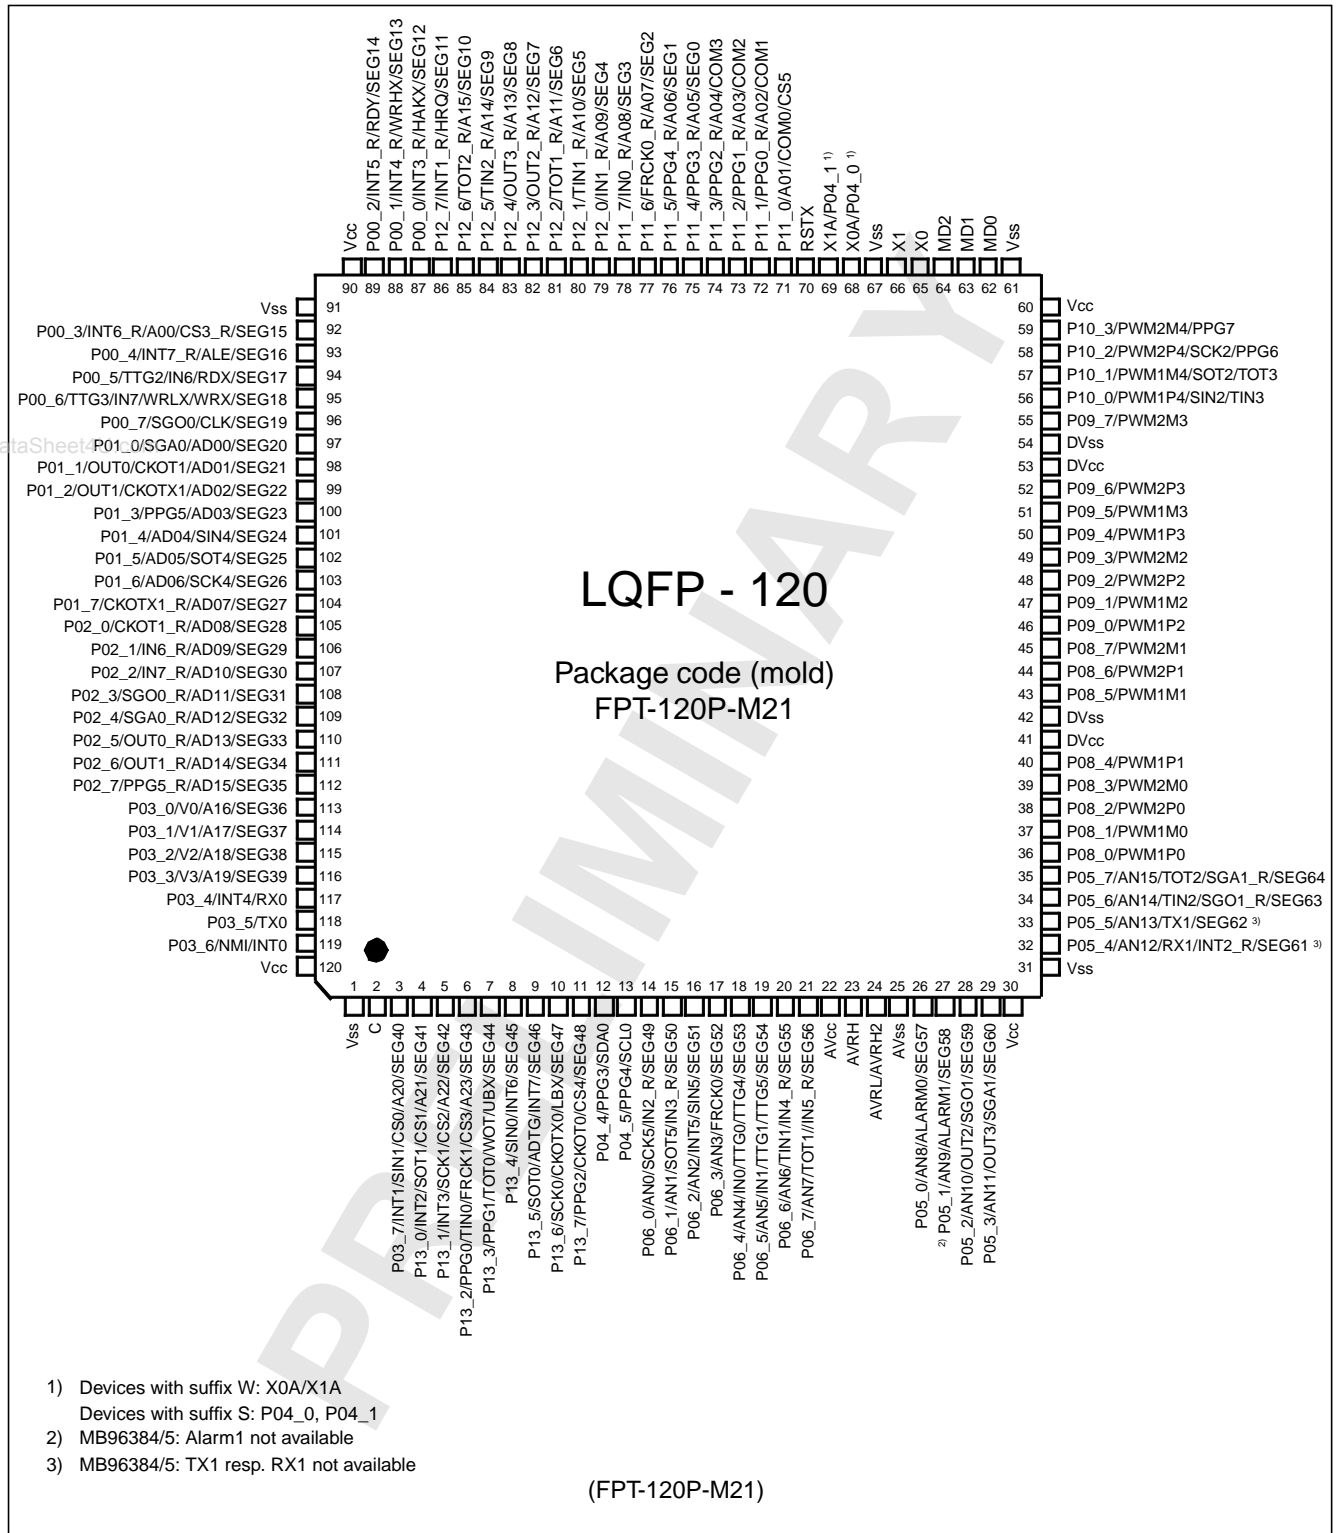 Vcc
P00_2/INT5_R/RDY/SEG14
P00_1/INT4_R/WRHX/SEG13
P00_0/INT3_R/HAKX/SEG12
P12_7/INT1_R/HRQ/SEG11
P12_6/TOT2_R/A15/SEG10
P12_5/TIN2_R/A14/SEG9
P12_4/OUT3_R/A13/SEG8
P12_3/OUT2_R/A12/SEG7
P12_2/TOT1_R/A11/SEG6
P12_1/TIN1_R/A10/SEG5
P12_0/IN1_R/A09/SEG4
P11_7/IN0_R/A08/SEG3
P11_6/FRCK0_R/A07/SEG2
P11_5/PPG4_R/A06/SEG1
P11_4/PPG3_R/A05/SEG0
P11_3/PPG2_R/A04/COM3
P11_2/PPG1_R/A03/COM2
P11_1/PPG0_R/A02/COM1
P11_0/A01/COM0/CS5
RSTX
X1A/P04_1 1)
X0A/P04_0 1)
Vss
X1
X0
MD2
MD1
MD0
Vss
90 89 88 87 86 85 84 83 82 81 80 79 78 77 76 75 74 73 72 71 70 69 68 67 66 65 64 63 62 61
Vss 91
P00_3/INT6_R/A00/CS3_R/SEG15 92
P00_4/INT7_R/ALE/SEG16 93
P00_5/TTG2/IN6/RDX/SEG17 94
P00_6/TTG3/IN7/WRLX/WRX/SEG18 95
P00_7/SGO0/CLK/SEG19 96
P01_0/SGA0/AD00/SEG20 97
P01_1/OUT0/CKOT1/AD01/SEG21 98
P01_2/OUT1/CKOTX1/AD02/SEG22 99
P01_3/PPG5/AD03/SEG23 100
P01_4/AD04/SIN4/SEG24 101
P01_5/AD05/SOT4/SEG25 102
P01_6/AD06/SCK4/SEG26 103
P01_7/CKOTX1_R/AD07/SEG27 104
P02_0/CKOT1_R/AD08/SEG28 105
P02_1/IN6_R/AD09/SEG29 106
P02_2/IN7_R/AD10/SEG30 107
P02_3/SGO0_R/AD11/SEG31 108
P02_4/SGA0_R/AD12/SEG32 109
P02_5/OUT0_R/AD13/SEG33 110
P02_6/OUT1_R/AD14/SEG34 111
P02_7/PPG5_R/AD15/SEG35 112
P03_0/V0/A16/SEG36 113
P03_1/V1/A17/SEG37 114
P03_2/V2/A18/SEG38 115
P03_3/V3/A19/SEG39 116
P03_4/INT4/RX0 117
P03_5/TX0 118
P03_6/NMI/INT0 119
Vcc 120
LQFP - 120
Package code (mold)
FPT-120P-M21
PRELIMINARY
60 Vcc
59 P10_3/PWM2M4/PPG7
58 P10_2/PWM2P4/SCK2/PPG6
57 P10_1/PWM1M4/SOT2/TOT3
56 P10_0/PWM1P4/SIN2/TIN3
55 P09_7/PWM2M3
54 DVss
53 DVcc
52 P09_6/PWM2P3
51 P09_5/PWM1M3
50 P09_4/PWM1P3
49 P09_3/PWM2M2
48 P09_2/PWM2P2
47 P09_1/PWM1M2
46 P09_0/PWM1P2
45 P08_7/PWM2M1
44 P08_6/PWM2P1
43 P08_5/PWM1M1
42 DVss
41 DVcc
40 P08_4/PWM1P1
39 P08_3/PWM2M0
38 P08_2/PWM2P0
37 P08_1/PWM1M0
36 P08_0/PWM1P0
35 P05_7/AN15/TOT2/SGA1_R/SEG64
34 P05_6/AN14/TIN2/SGO1_R/SEG63
33 P05_5/AN13/TX1/SEG62 3)
32 P05_4/AN12/RX1/INT2_R/SEG61 3)
31 Vss
1 2 3 4 5 6 7 8 9 10 11 12 13 14 15 16 17 18 19 20 21 22 23 24 25 26 27 28 29 30
Vss
C
P03_7/INT1/SIN1/CS0/A20/SEG40
P13_0/INT2/SOT1/CS1/A21/SEG41
P13_1/INT3/SCK1/CS2/A22/SEG42
P13_2/PPG0/TIN0/FRCK1/CS3/A23/SEG43
P13_3/PPG1/TOT0/WOT/UBX/SEG44
P13_4/SIN0/INT6/SEG45
P13_5/SOT0/ADTG/INT7/SEG46
P13_6/SCK0/CKOTX0/LBX/SEG47
P13_7/PPG2/CKOT0/CS4/SEG48
P04_4/PPG3/SDA0
P04_5/PPG4/SCL0
P06_0/AN0/SCK5/IN2_R/SEG49
P06_1/AN1/SOT5/IN3_R/SEG50
P06_2/AN2/INT5/SIN5/SEG51
P06_3/AN3/FRCK0/SEG52
P06_4/AN4/IN0/TTG0/TTG4/SEG53
P06_5/AN5/IN1/TTG1/TTG5/SEG54
P06_6/AN6/TIN1/IN4_R/SEG55
P06_7/AN7/TOT1//IN5_R/SEG56
AVcc
AVRH
AVRL/AVRH2
AVss
P05_0/AN8/ALARM0/SEG57
2) P05_1/AN9/ALARM1/SEG58
P05_2/AN10/OUT2/SGO1/SEG59
P05_3/AN11/OUT3/SGA1/SEG60
Vcc
1) Devices with suffix W: X0A/X1A
Devices with suffix S: P04_0, P04_1
2) MB96384/5: Alarm1 not available
3) MB96384/5: TX1 resp. RX1 not available
(FPT-120P-M21)